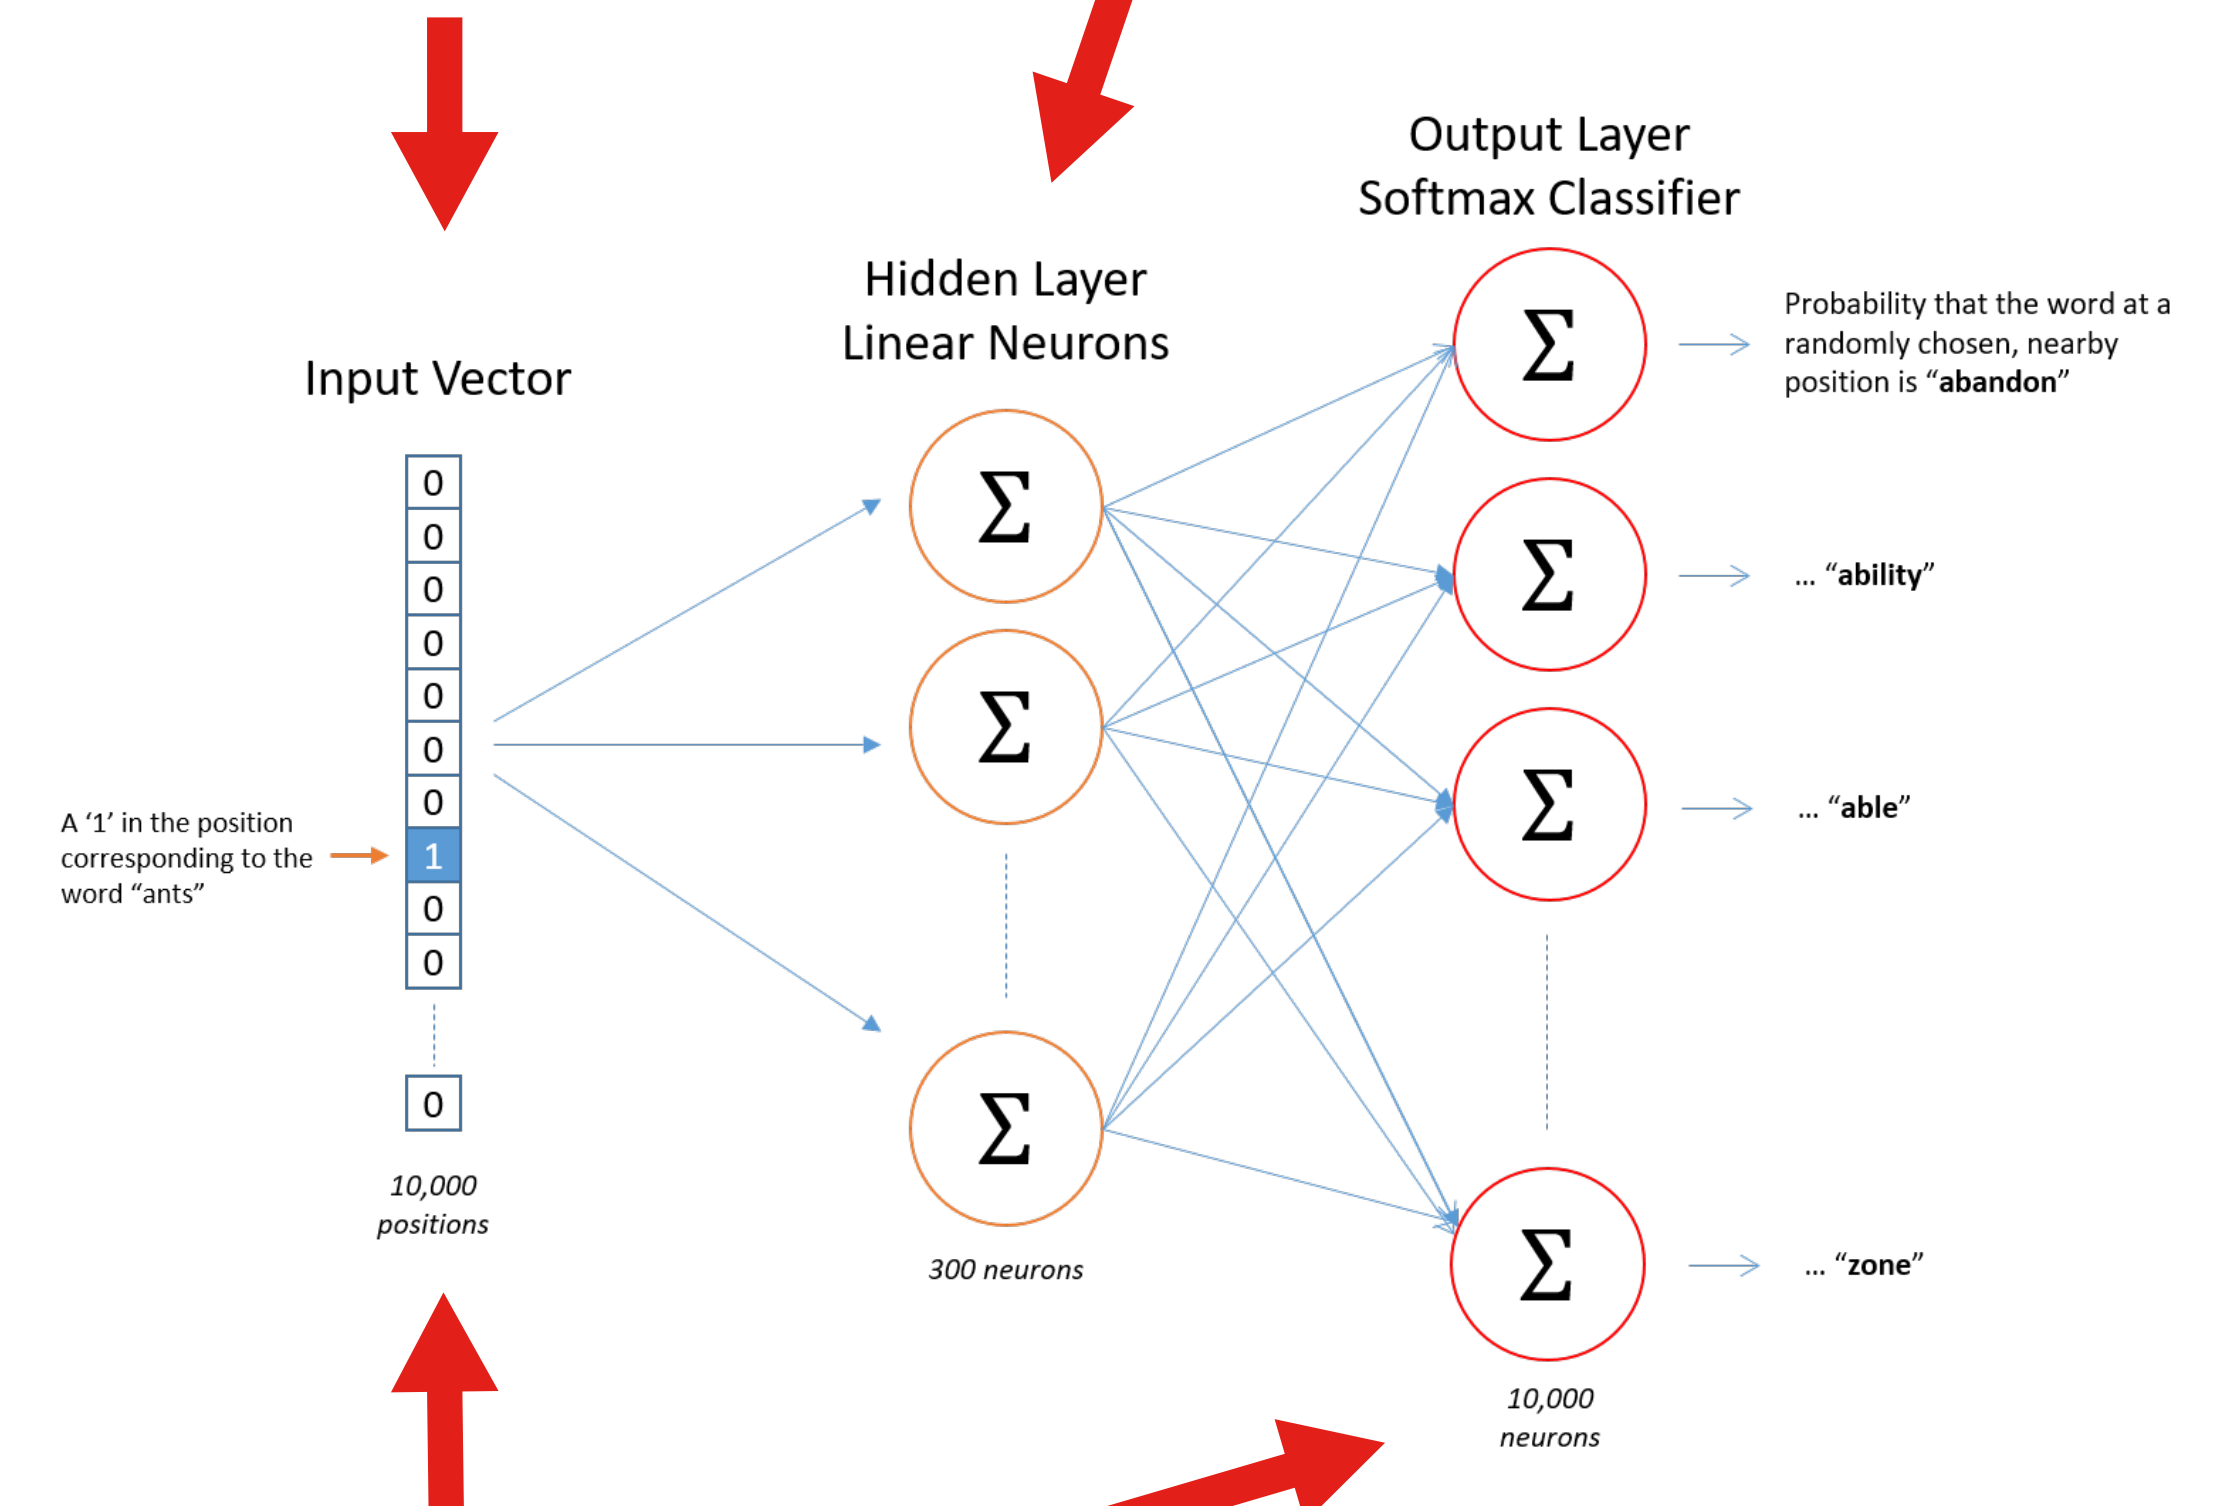 Input Vector
0
0
0
0
0
0
0
1
0
0
0
A ‘1’ in the position
corresponding to the
word “ants”
10,000
positions
Hidden Layer
Linear Neurons
Σ
Σ
Σ
300 neurons
Output Layer
Softmax Classifier
Σ
Σ
Σ
Σ
10,000
neurons
Probability that the word at a
randomly chosen, nearby
position is “abandon”
... “ability”
... “able”
... “zone”